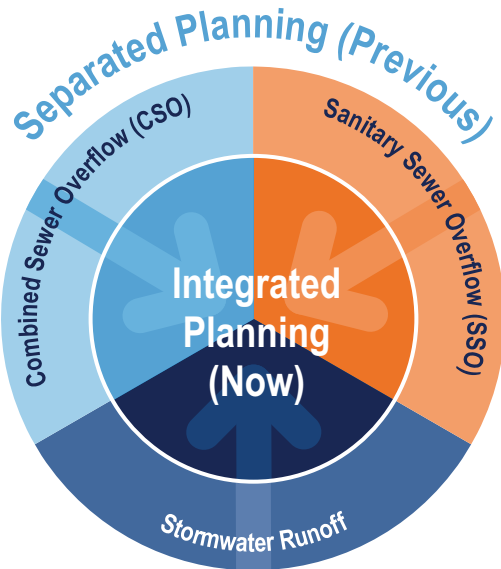 Separated Planning (Previous)
Combined Sewer Overflow (CSO)
Sanitary Sewer Overflow (SSO)
Integrated
Planning
(Now)
Stormwater Runoff